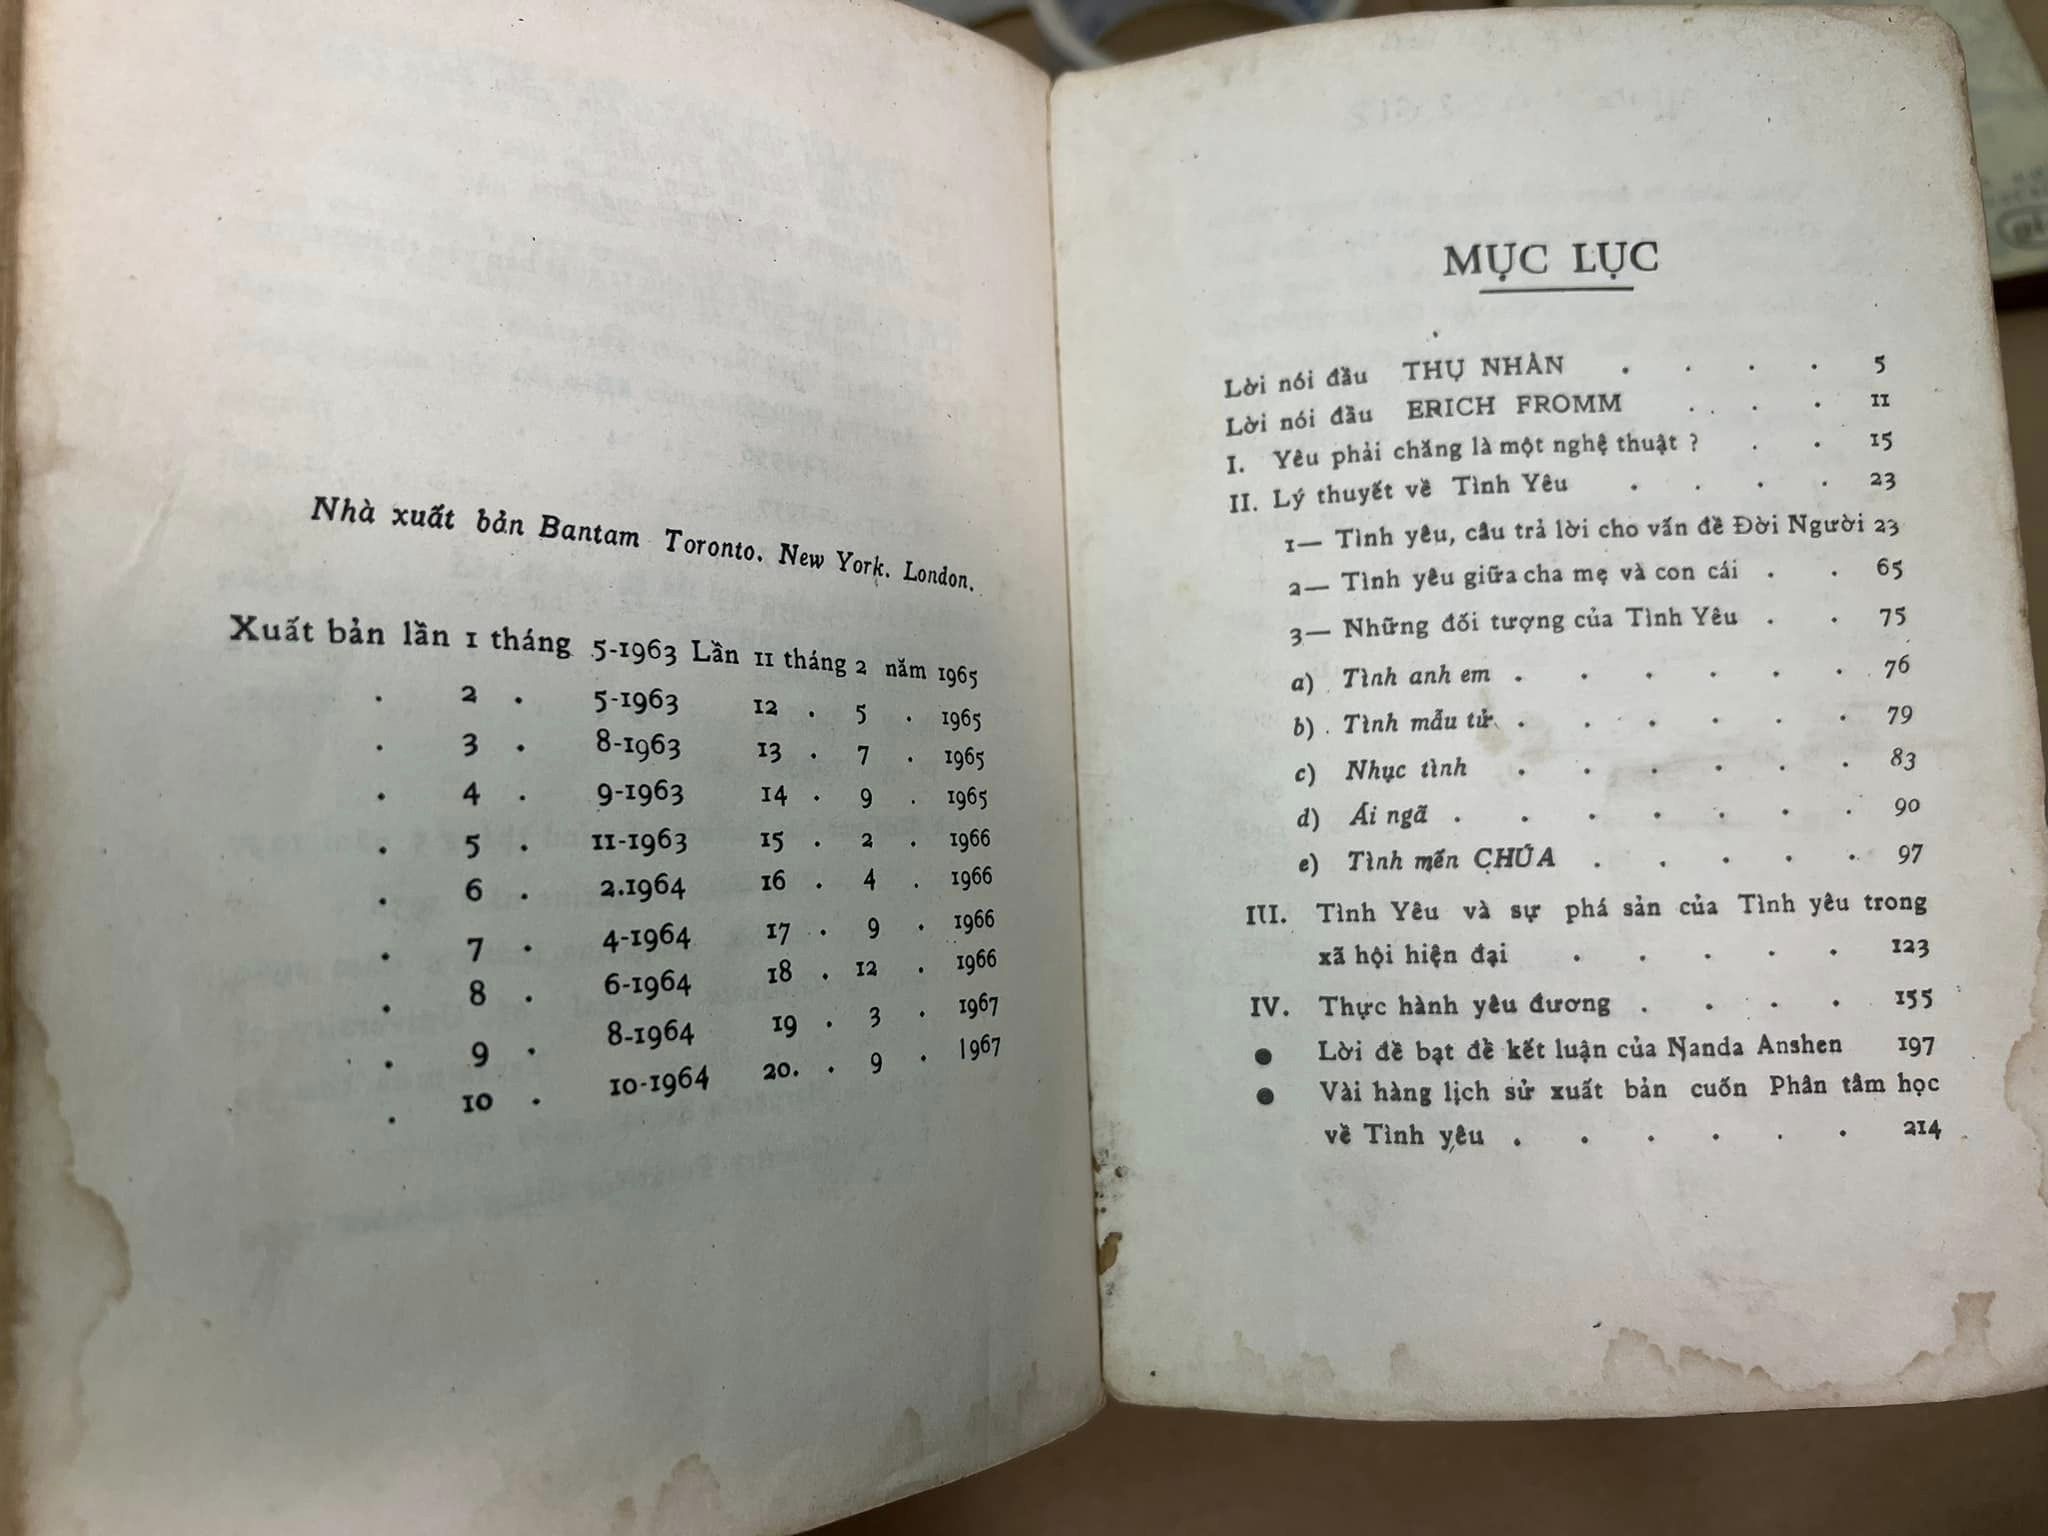 Nhà xuất bản Bantam Toronto. New York. London.
Xuất bản lần 1 tháng 5-1963 Lần 11 tháng 2 năm 1965
. 2 . 5-1963 12 . 5 . 1965
. 3 . 8-1963 13 . 7 . 1965
. 4 . 9-1963 14 . 9 . 1965
. 5 . 11-1963 15 . 2 . 1966
. 6 . 2.1964 16 . 4 . 1966
. 7 . 4-1964 17 . 9 . 1966
. 8 . 6-1964 18 . 12 . 1966
. 9 . 8-1964 19 . 3 . 1967
. 10 . 10-1964 20. . 9 . 1967
MỤC LỤC
Lời nói đầu THỤ NHÂN . . . . 5
Lời nói đầu ERICH FROMM . . . 11
I. Yêu phải chăng là một nghệ thuật ? . . 15
II. Lý thuyết về Tình Yêu . . . . 23
1— Tình yêu, câu trả lời cho vấn đề Đời Người 23
2— Tình yêu giữa cha mẹ và con cái . . 65
3— Những đối tượng của Tình Yêu . . 75
a) Tình anh em . . . . . . 76
b) Tình mẫu tử . . . . . . 79
c) Nhục tình . . . . . . 83
d) Ái ngã . . . . . . . 90
e) Tình mến CHÚA . . . . . 97
III. Tình Yêu và sự phá sản của Tình yêu trong
xã hội hiện đại . . . . . 123
IV. Thực hành yêu đương . . . . 155
● Lời đề bạt đề kết luận của Nanda Anshen 197
● Vài hàng lịch sử xuất bản cuốn Phân tâm học
về Tình yêu . . . . . . 214